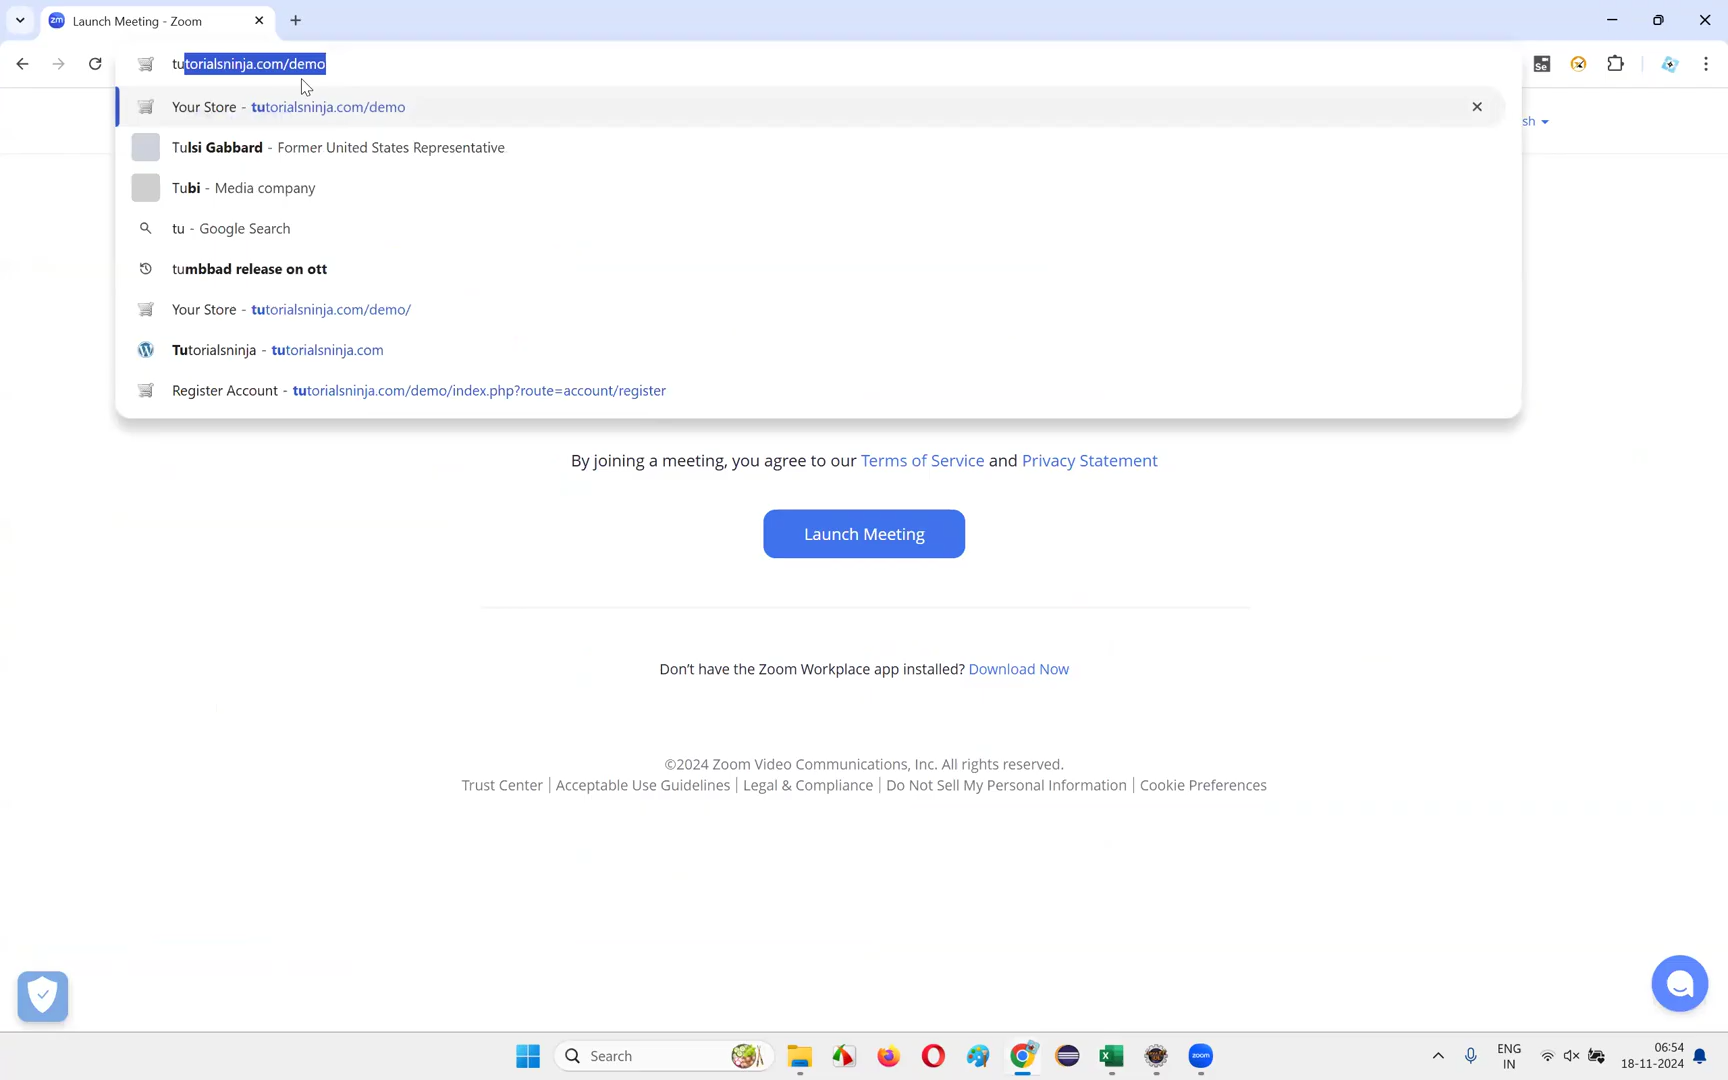 zm Launch Meeting - Zoom
tutorialsninja.com/demo
Se
Your Store - tutorialsninja.com/demo
sh
Tulsi Gabbard - Former United States Representative
Tubi - Media company
tu - Google Search
tumbbad release on ott
Your Store - tutorialsninja.com/demo/
Tutorialsninja - tutorialsninja.com
Register Account - tutorialsninja.com/demo/index.php?route=account/register
By joining a meeting, you agree to our Terms of Service and Privacy Statement
Launch Meeting
Don't have the Zoom Workplace app installed? Download Now
©2024 Zoom Video Communications, Inc. All rights reserved.
Trust Center | Acceptable Use Guidelines | Legal & Compliance | Do Not Sell My Personal Information | Cookie Preferences
Search
zoom
ENG
IN
06:54
18-11-2024